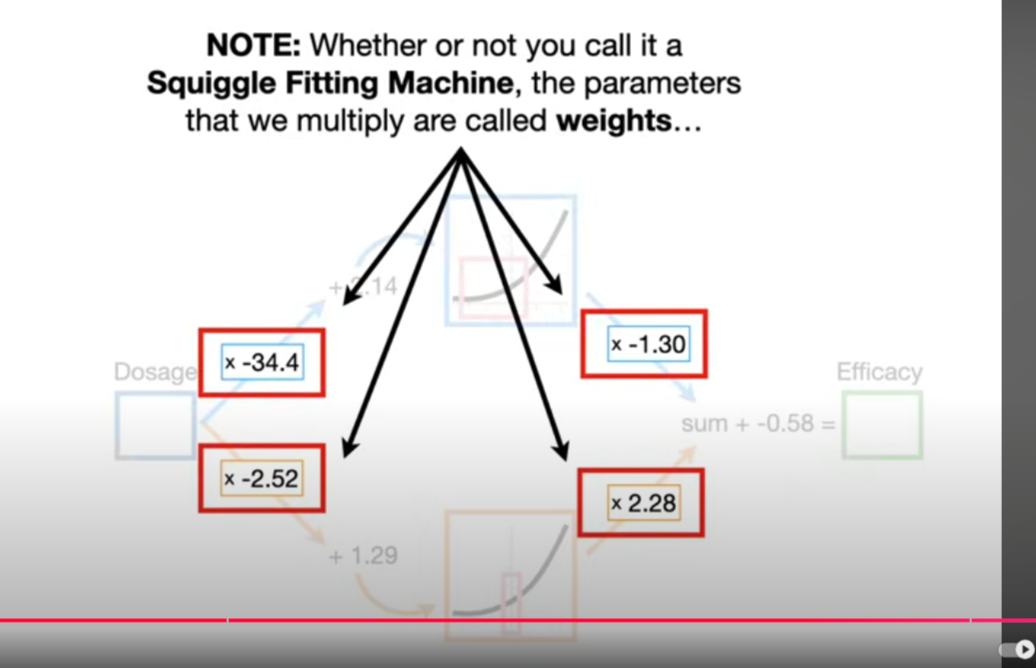 NOTE: Whether or not you call it a
Squiggle Fitting Machine, the parameters
that we multiply are called weights…
+ 2.14
x -34.4
x -1.30
Dosage
Efficacy
sum + -0.58 =
x -2.52
x 2.28
+ 1.29